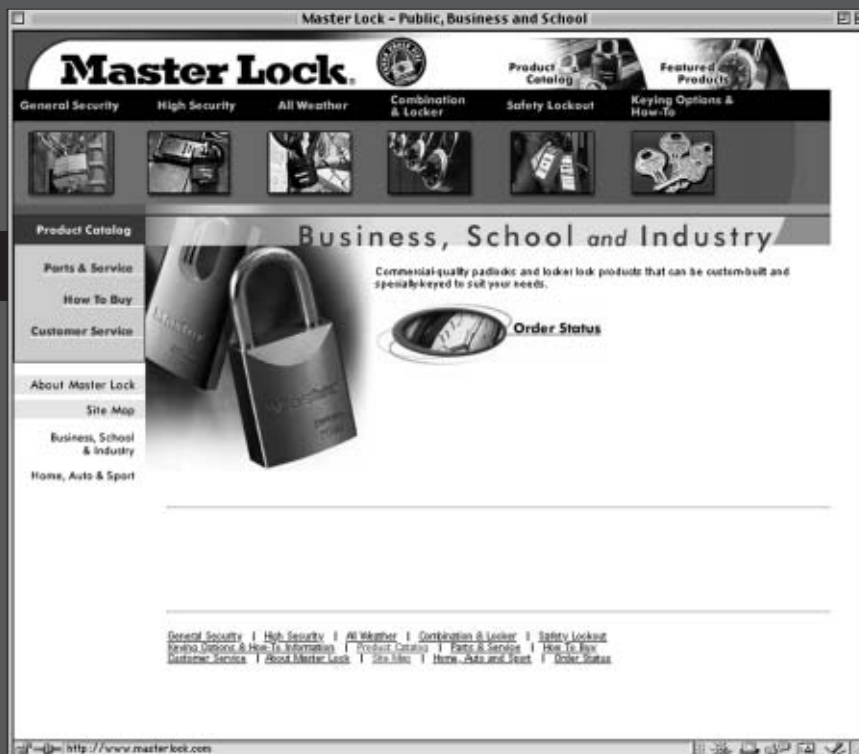 Master Lock - Public, Business and School
Master Lock®
Product Catalog
Featured Products
General Security
High Security
All Weather
Combination & Locker
Safety Lockout
Keying Options & How-To
Product Catalog
Business, School and Industry
Parts & Service
How To Buy
Customer Service
Commercial-quality padlocks and locker lock products that can be custom-built and
specially-keyed to suit your needs.
Order Status
Master
About Master Lock
Site Map
Business, School
& Industry
Home, Auto & Sport
General Security | High Security | All Weather | Combination & Locker | Safety Lockout
Keying Options & How-To Information | Product Catalog | Parts & Service | How To Buy
Customer Service | About Master Lock | Site Map | Home, Auto and Sport | Order Status
http://www.masterlock.com